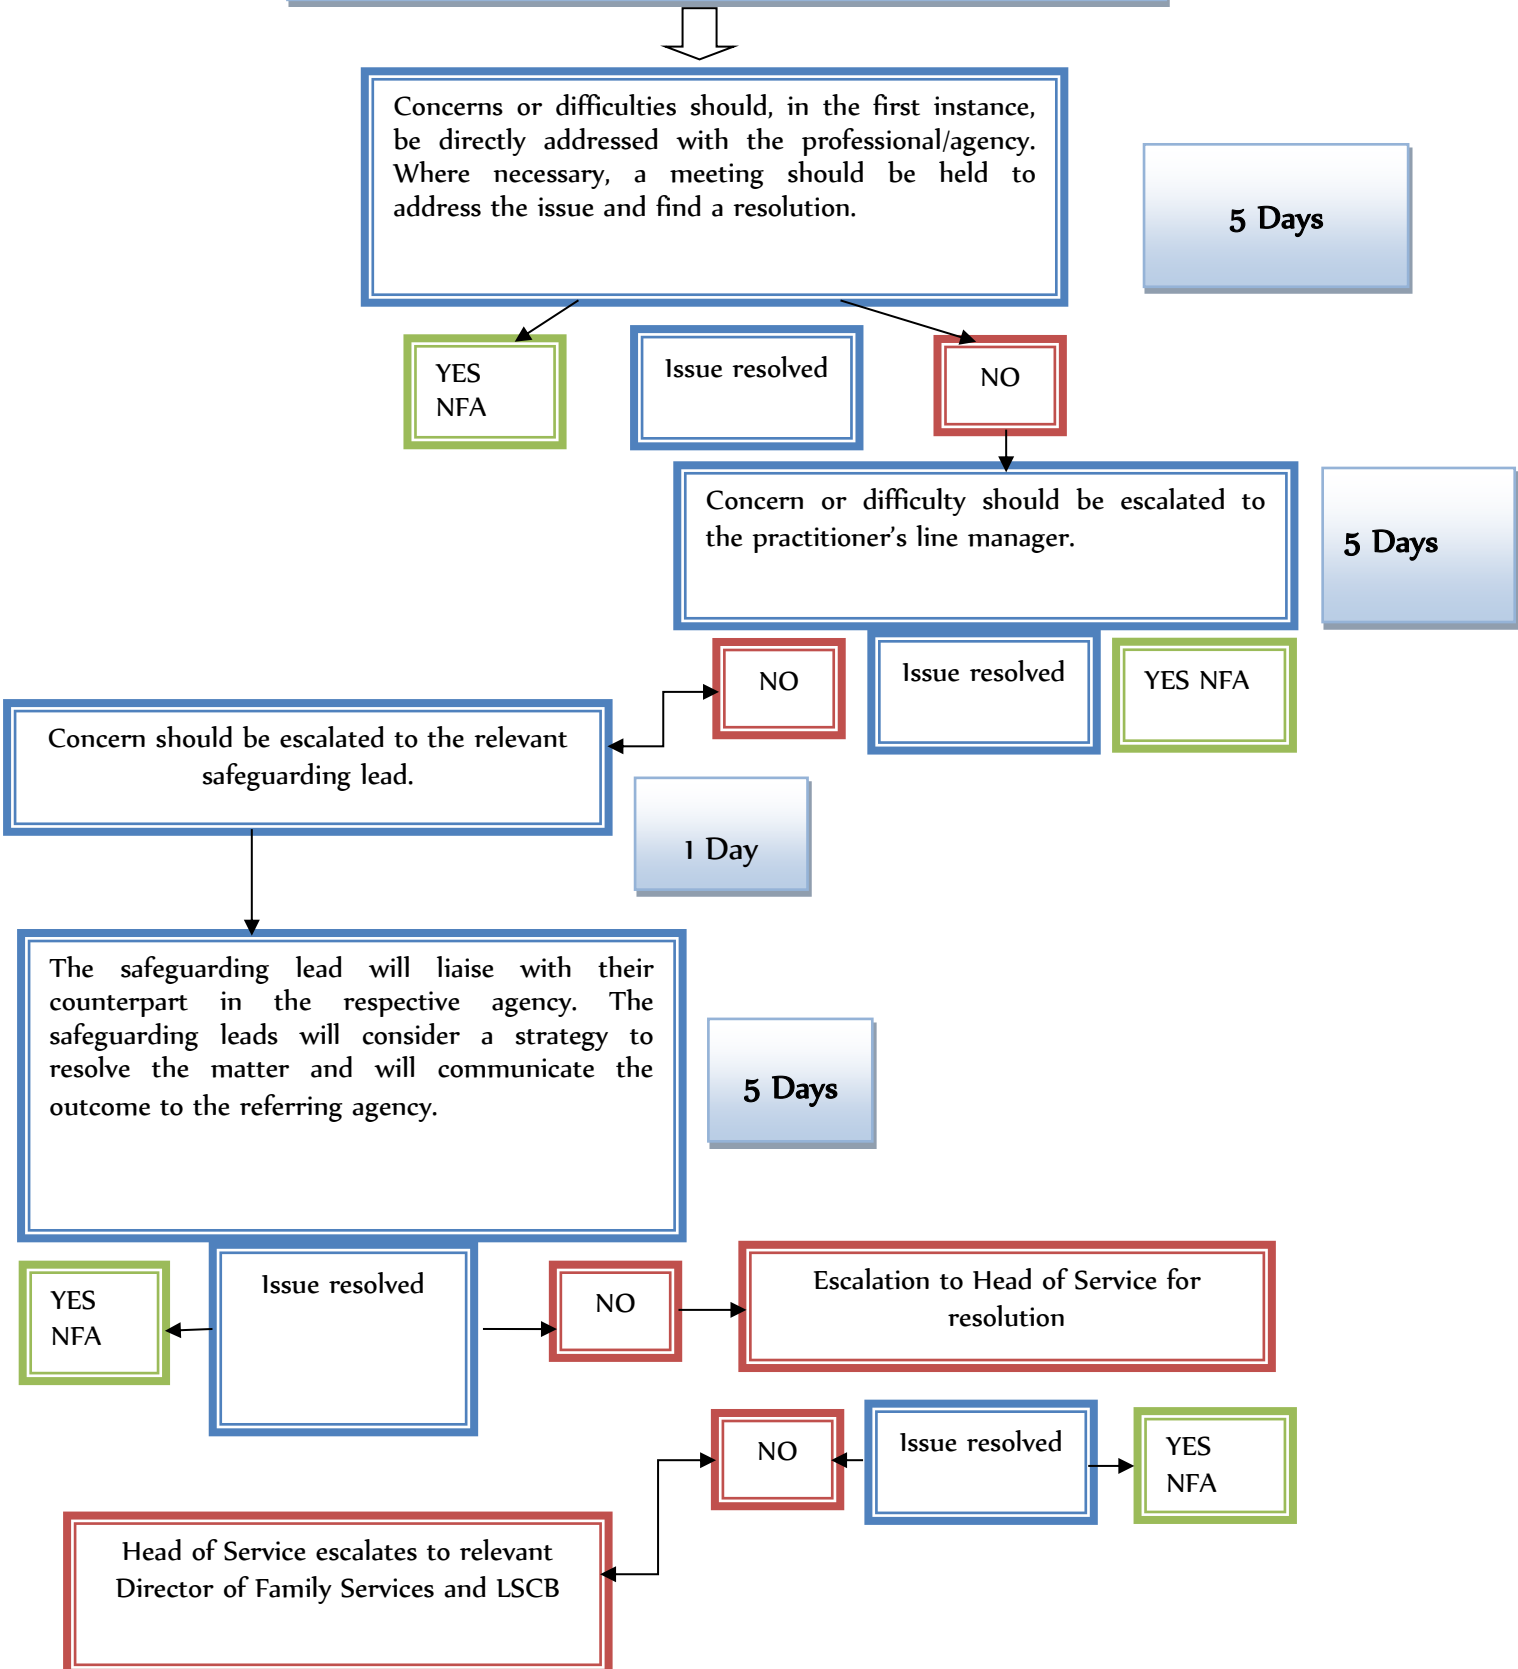 Concerns or difficulties should, in the first instance,
be directly addressed with the professional/agency.
Where necessary, a meeting should be held to
address the issue and find a resolution.
5 Days
YES
NFA
Issue resolved
NO
Concern or difficulty should be escalated to
the practitioner’s line manager.
5 Days
NO
Issue resolved
YES NFA
Concern should be escalated to the relevant
safeguarding lead.
1 Day
The safeguarding lead will liaise with their
counterpart in the respective agency. The
safeguarding leads will consider a strategy to
resolve the matter and will communicate the
outcome to the referring agency.
5 Days
YES
NFA
Issue resolved
NO
Escalation to Head of Service for
resolution
NO
Issue resolved
YES
NFA
Head of Service escalates to relevant
Director of Family Services and LSCB